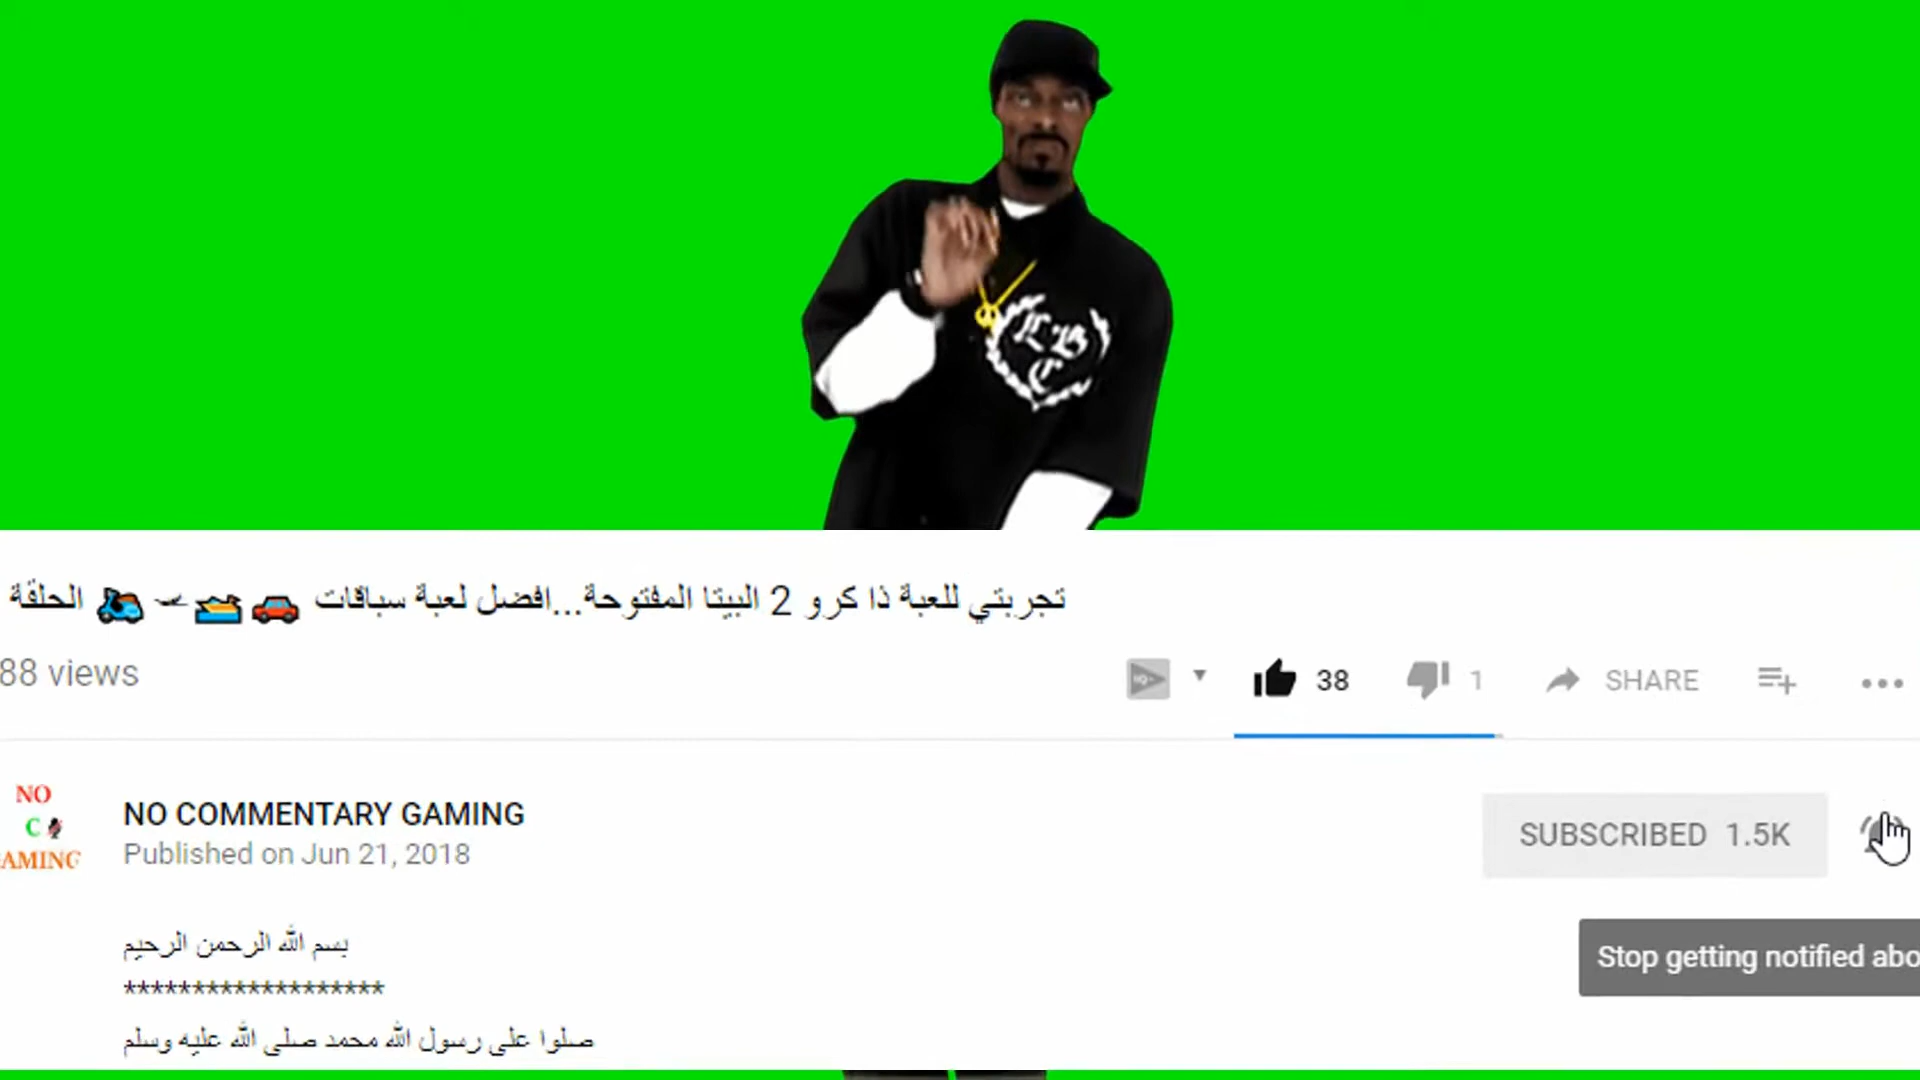 LB
C
تجربتي للعبة ذا كرو 2 البيتا المفتوحة...افضل لعبة سباقات 🚗🚤🛩🛵 الحلقة
88 views
38
1
SHARE
NO
C
AMING
NO COMMENTARY GAMING
Published on Jun 21, 2018
SUBSCRIBED 1.5K
بسم الله الرحمن الرحيم
*******************
Stop getting notified abo
صلوا على رسول الله محمد صلى الله عليه وسلم